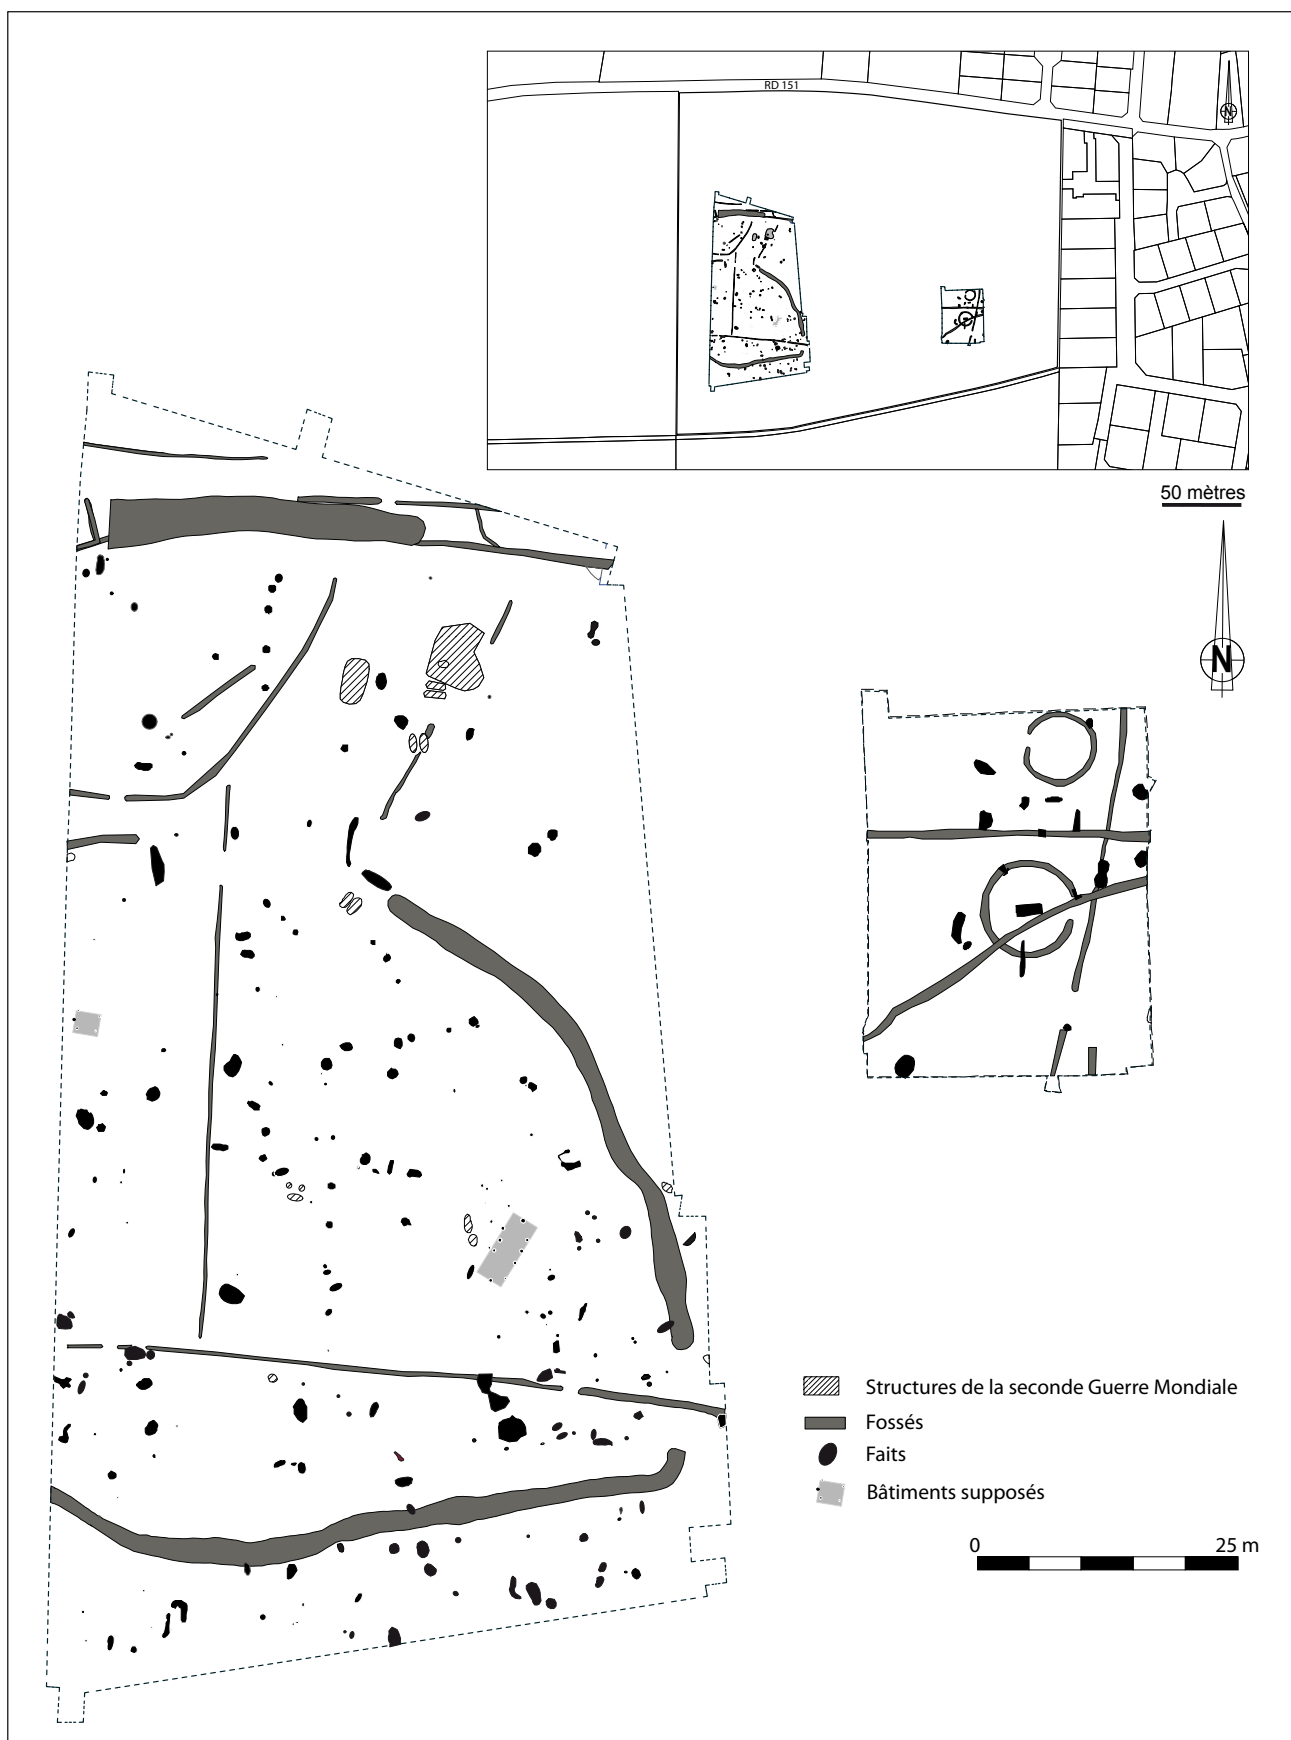 RD 151
N
50 mètres
N
Structures de la seconde Guerre Mondiale
Fossés
Faits
Bâtiments supposés
0 25 m